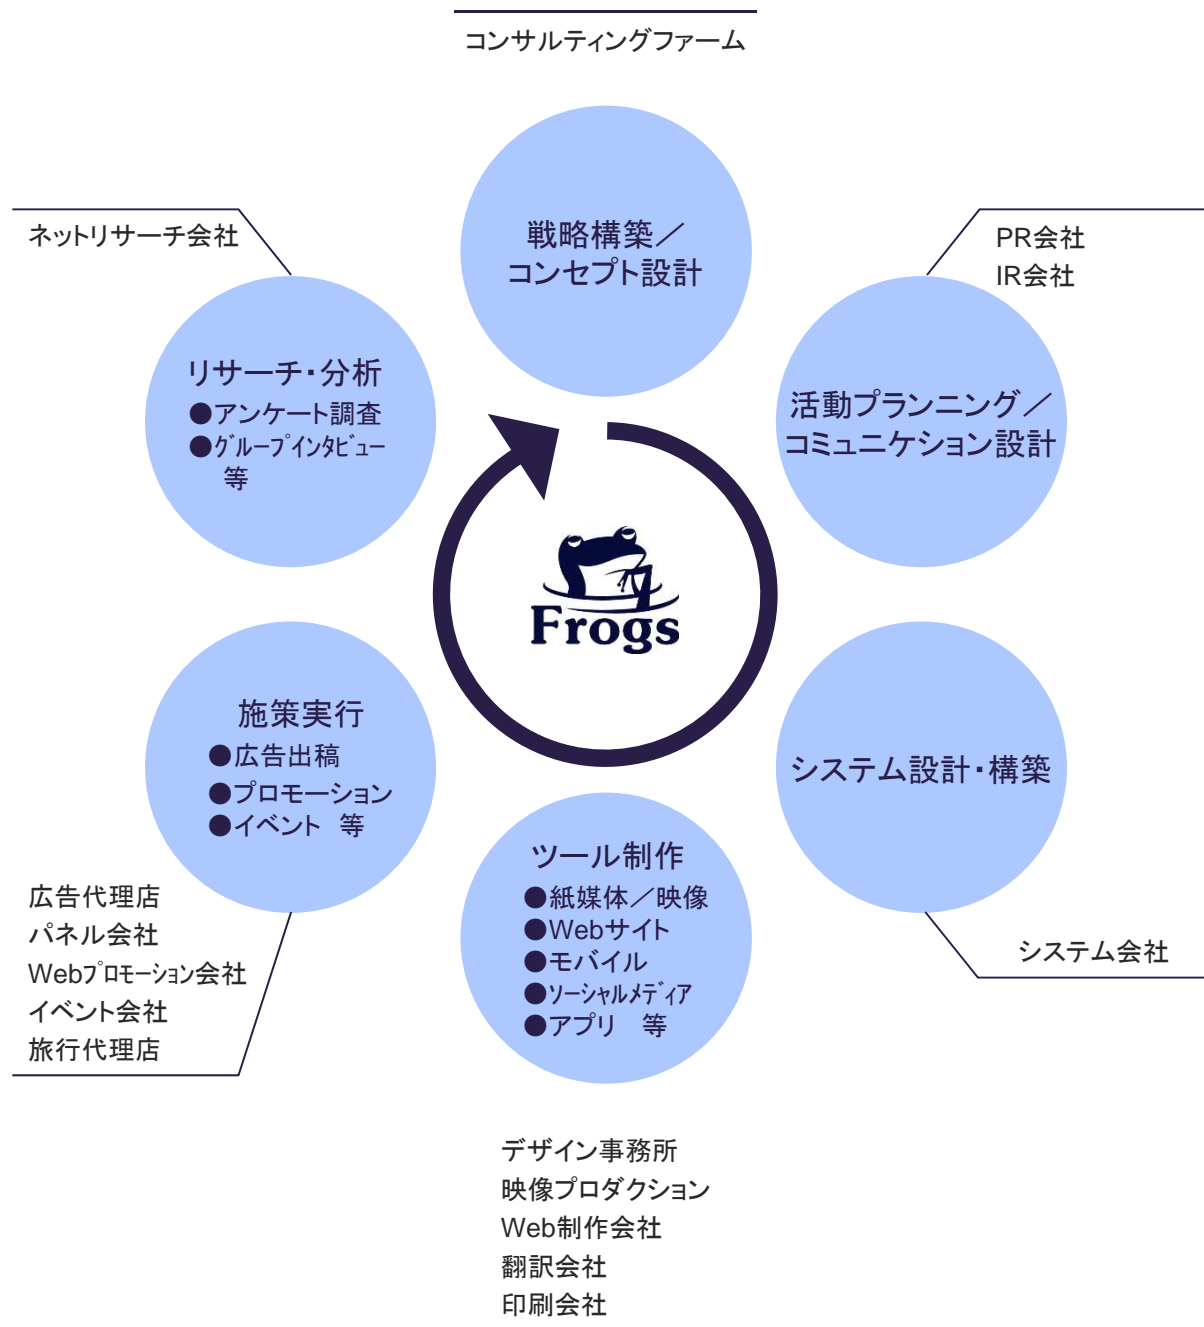 コンサルティングファーム
戦略構築／
コンセプト設計
ネットリサーチ会社
リサーチ・分析
●アンケート調査
●ｸﾞﾙｰﾌﾟｲﾝﾀﾋﾞｭｰ
等
PR会社
IR会社
活動プランニング／
コミュニケーション設計
Frogs
施策実行
●広告出稿
●プロモーション
●イベント　等
広告代理店
パネル会社
Webﾌﾟﾛﾓｰｼｮﾝ会社
イベント会社
旅行代理店
システム設計・構築
システム会社
ツール制作
●紙媒体／映像
●Webサイト
●モバイル
●ｿｰｼｬﾙﾒﾃﾞｨｱ
●アプリ　等
デザイン事務所
映像プロダクション
Web制作会社
翻訳会社
印刷会社